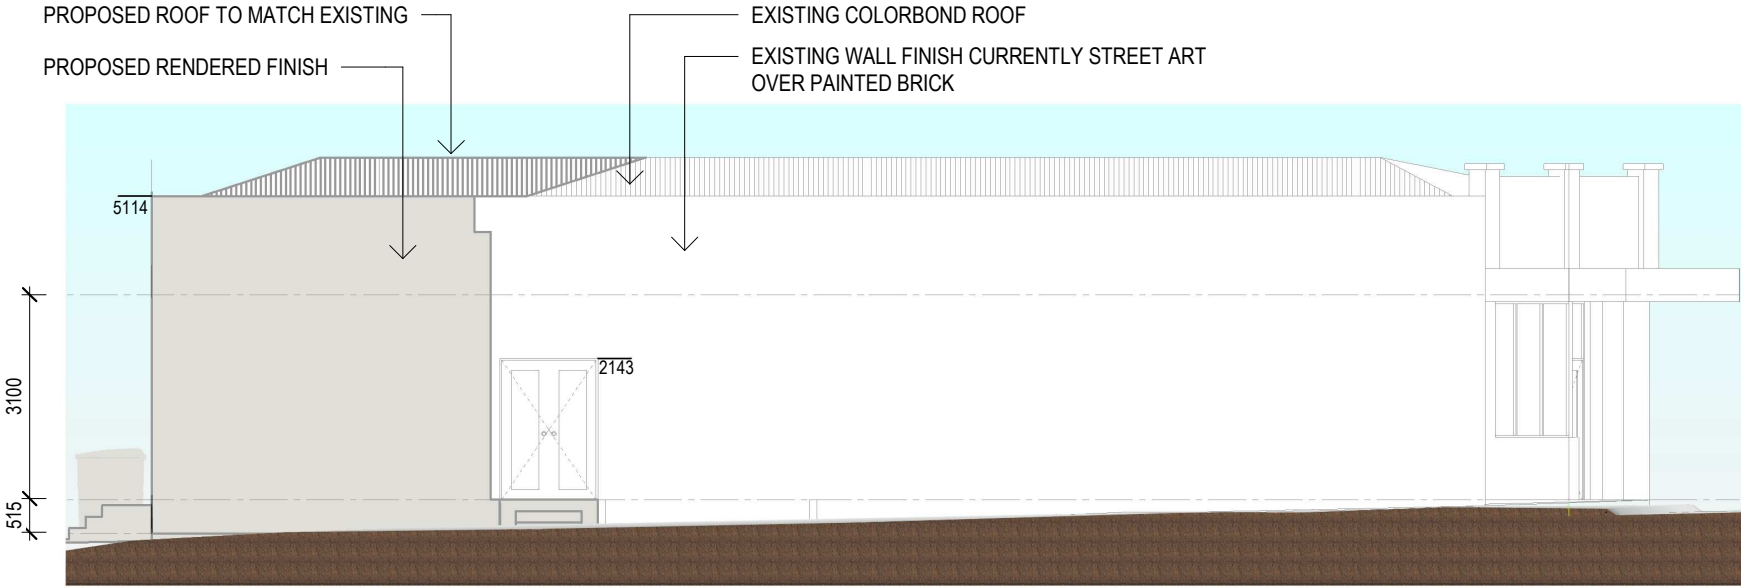 PROPOSED ROOF TO MATCH EXISTING
EXISTING COLORBOND ROOF
PROPOSED RENDERED FINISH
EXISTING WALL FINISH CURRENTLY STREET ART
OVER PAINTED BRICK
5114
2143
3100
515